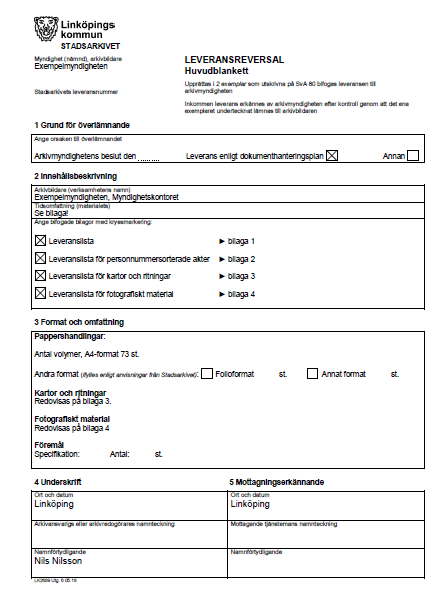 Linköpings
kommun
STADSARKIVET
Myndighet (nämnd), arkivbildare
Exempelmyndigheten
Stadsarkivets leveransnummer
LEVERANSREVERSAL
Huvudblankett
Upprättas i 2 exemplar som utskrivna på SvA 80 bifogas leveransen till
arkivmyndigheten
Inkommen leverans erkännes av arkivmyndigheten efter kontroll genom att det ena
exemplaret undertecknat lämnas till arkivbildaren
1 Grund för överlämnande
Ange orsaken till överlämnandet
Arkivmyndighetens beslut den ........ Leverans enligt dokumenthanteringsplan ☒ Annan ☐
2 Innehållsbeskrivning
Arkivbildare (verksamhetens namn)
Exempelmyndigheten, Myndighetskontoret
Tidsomfattning (materialets)
Se bilaga!
Ange bifogade bilagor med kryssmarkering:
☒ Leveranslista ► bilaga 1
☒ Leveranslista för personnummersorterade akter ► bilaga 2
☒ Leveranslista för kartor och ritningar ► bilaga 3
☒ Leveranslista för fotografiskt material ► bilaga 4
3 Format och omfattning
Pappershandlingar:
Antal volymer, A4-format 73 st.
Andra format (ifylles enligt anvisningar från Stadsarkivet): ☐ Folioformat st. ☐ Annat format st.
Kartor och ritningar
Redovisas på bilaga 3.
Fotografiskt material
Redovisas på bilaga 4
Föremål
Specifikation: Antal: st.
4 Underskrift
Ort och datum
Linköping
Arkivansvarigs eller arkivredogörares namnteckning
Namnförtydligande
Nils Nilsson
5 Mottagningserkännande
Ort och datum
Linköping
Mottagande tjänstemans namnteckning
Namnförtydligande